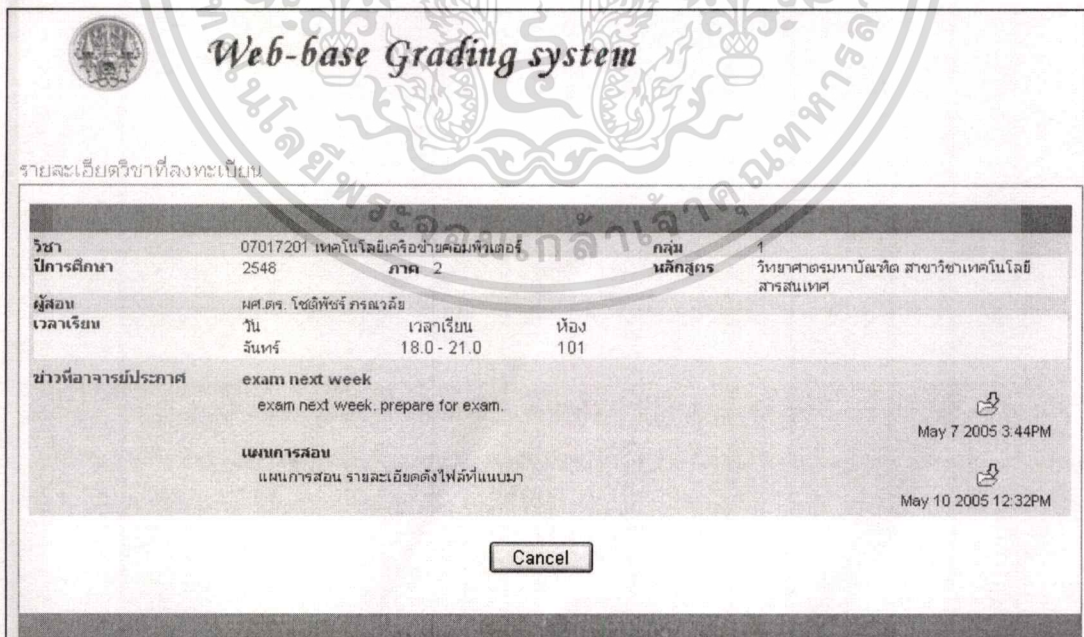 Web-base Grading system
รายละเอียดวิชาที่ลงทะเบียน
วิชา 07017201 เทคโนโลยีเครือข่ายคอมพิวเตอร์ กลุ่ม 1
ปีการศึกษา 2548 ภาค 2 หลักสูตร วิทยาศาตรมหาบัณฑิต สาขาวิชาเทคโนโลยี
สารสนเทศ
ผู้สอน ผศ.ดร. โชติพัชร์ ภรณวลัย
เวลาเรียน วัน เวลาเรียน ห้อง
จันทร์ 18.0 - 21.0 101
ข่าวที่อาจารย์ประกาศ exam next week
exam next week. prepare for exam.
May 7 2005 3:44PM
แผนการสอน
แผนการสอน รายละเอียดดังไฟล์ที่แนบมา
May 10 2005 12:32PM
Cancel